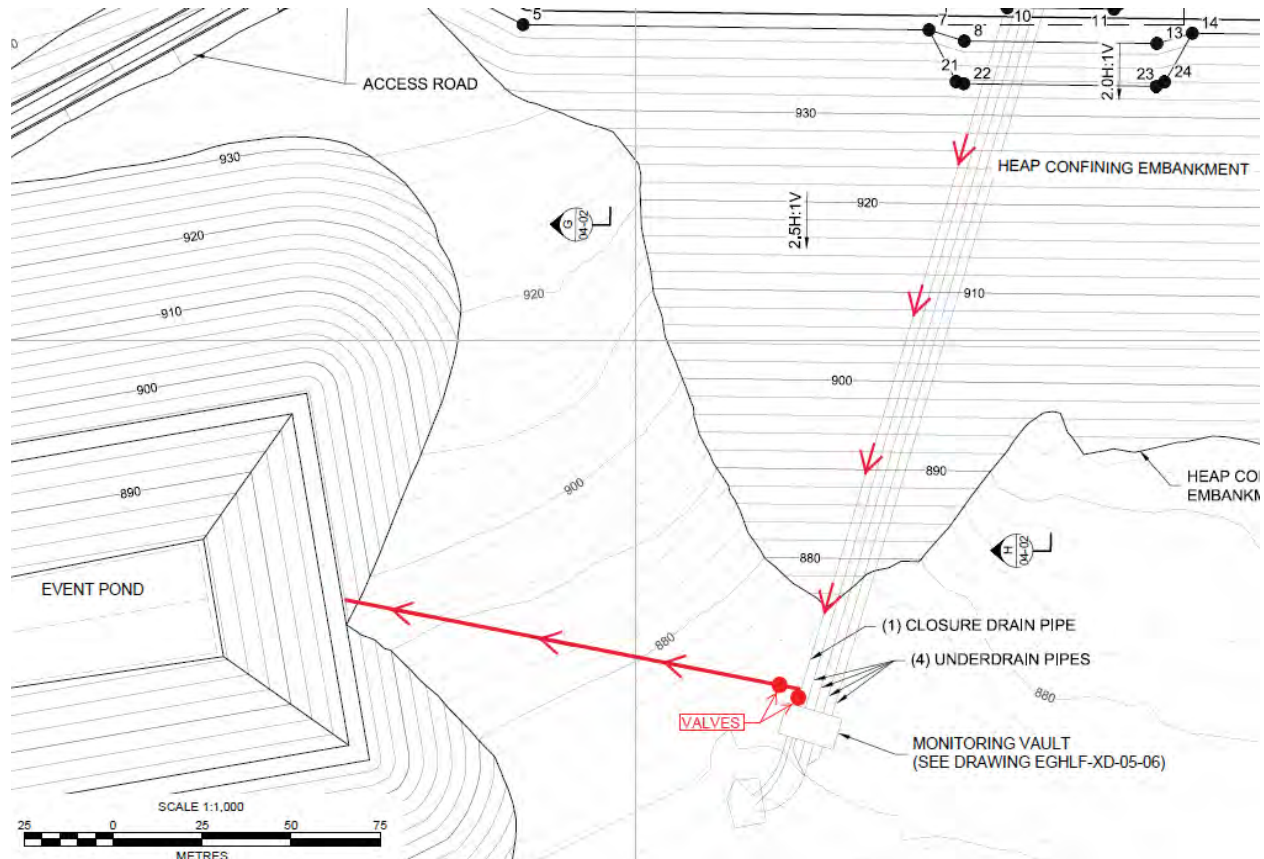 5
7
8
10
11
13
14
21
22
23
24
0
ACCESS ROAD
2.0H:1V
930
930
HEAP CONFINING EMBANKMENT
920
2.5H:1V
G
04-02
920
920
910
910
900
900
900
890
890
HEAP CO
EMBANKM
880
H
04-02
EVENT POND
(1) CLOSURE DRAIN PIPE
880
(4) UNDERDRAIN PIPES
880
VALVES
MONITORING VAULT
(SEE DRAWING EGHLF-XD-05-06)
SCALE 1:1,000
25 0 25 50 75
METRES